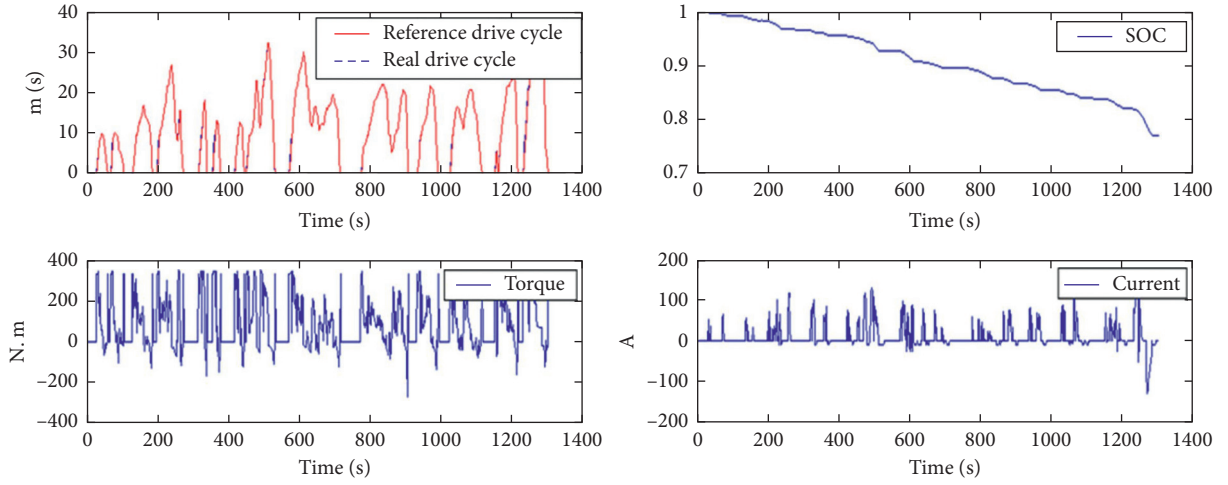 m (s)
40
30
20
10
0
Reference drive cycle
Real drive cycle
0 200 400 600 800 1000 1200 1400
Time (s)
1
0.9
0.8
0.7
SOC
0 200 400 600 800 1000 1200 1400
Time (s)
N. m
400
200
0
−200
−400
Torque
0 200 400 600 800 1000 1200 1400
Time (s)
A
200
100
0
−100
−200
Current
0 200 400 600 800 1000 1200 1400
Time (s)